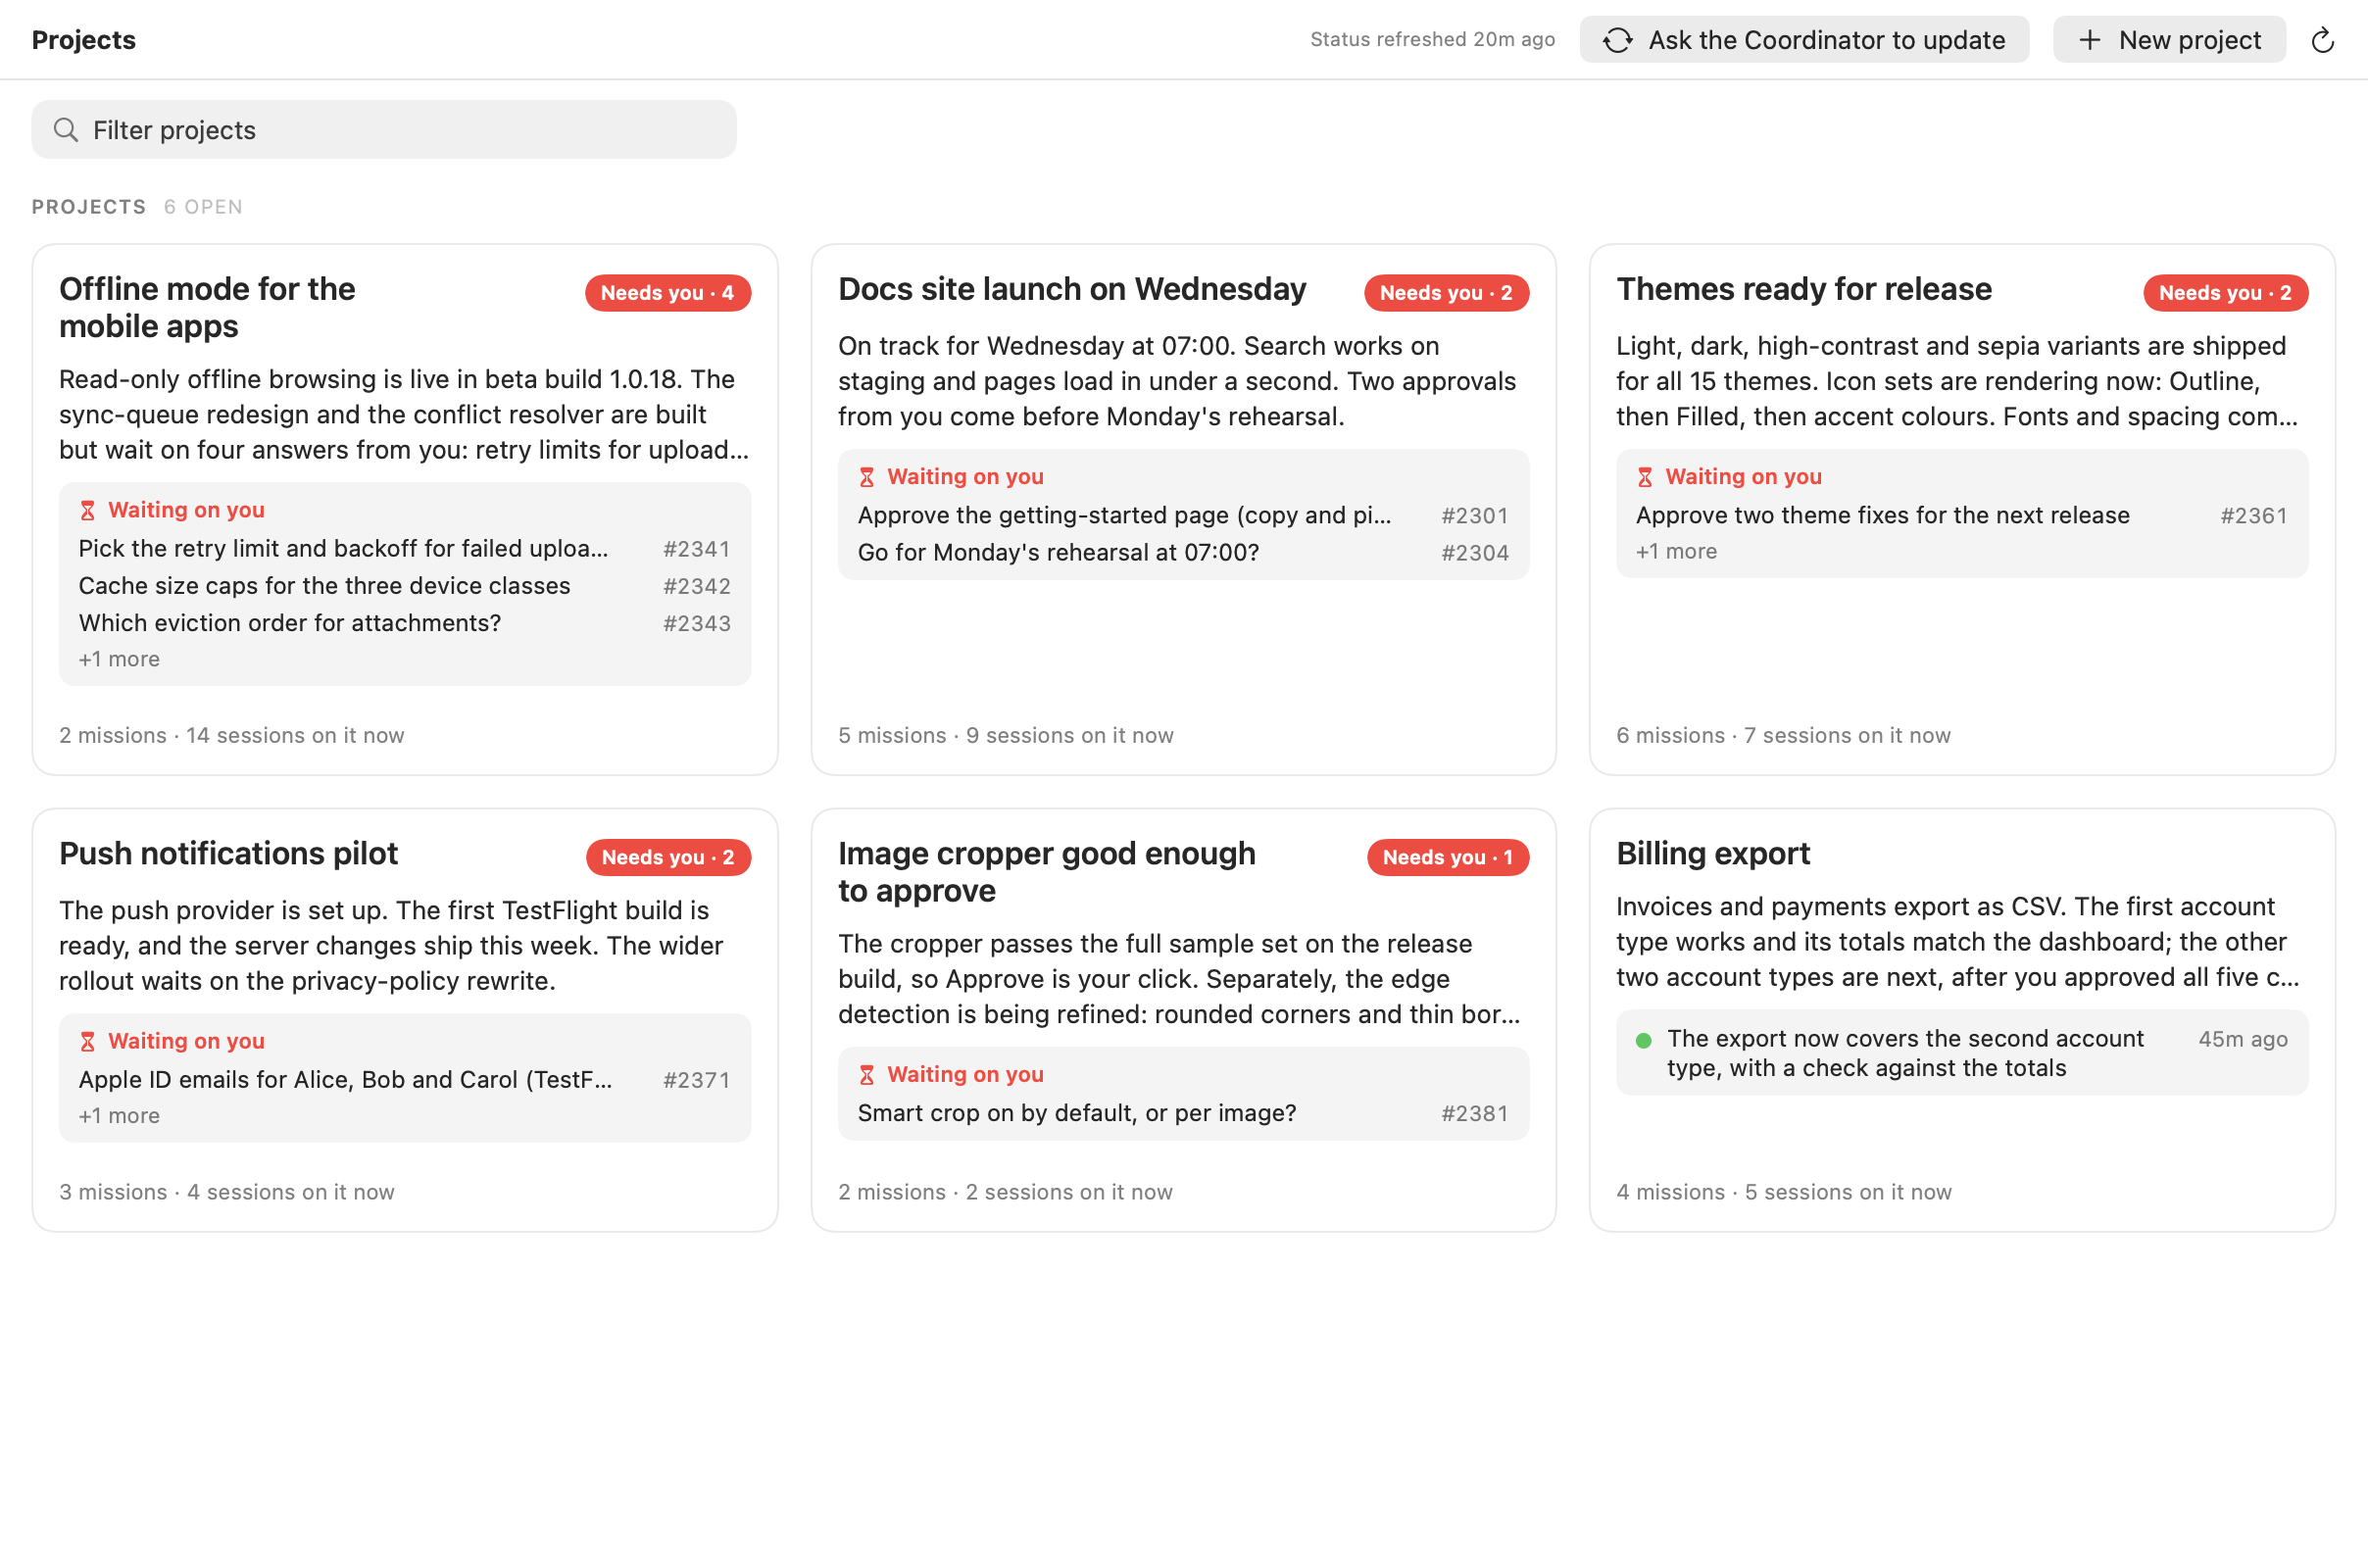 Projects
Status refreshed 20m ago
Ask the Coordinator to update
New project
Filter projects
PROJECTS 6 OPEN
Offline mode for the
mobile apps
Needs you · 4
Read-only offline browsing is live in beta build 1.0.18. The
sync-queue redesign and the conflict resolver are built
but wait on four answers from you: retry limits for upload...
Waiting on you
Pick the retry limit and backoff for failed uploa... #2341
Cache size caps for the three device classes #2342
Which eviction order for attachments? #2343
+1 more
2 missions · 14 sessions on it now
Docs site launch on Wednesday
Needs you · 2
On track for Wednesday at 07:00. Search works on
staging and pages load in under a second. Two approvals
from you come before Monday's rehearsal.
Waiting on you
Approve the getting-started page (copy and pi... #2301
Go for Monday's rehearsal at 07:00? #2304
5 missions · 9 sessions on it now
Themes ready for release
Needs you · 2
Light, dark, high-contrast and sepia variants are shipped
for all 15 themes. Icon sets are rendering now: Outline,
then Filled, then accent colours. Fonts and spacing com...
Waiting on you
Approve two theme fixes for the next release #2361
+1 more
6 missions · 7 sessions on it now
Push notifications pilot
Needs you · 2
The push provider is set up. The first TestFlight build is
ready, and the server changes ship this week. The wider
rollout waits on the privacy-policy rewrite.
Waiting on you
Apple ID emails for Alice, Bob and Carol (TestF... #2371
+1 more
3 missions · 4 sessions on it now
Image cropper good enough
to approve
Needs you · 1
The cropper passes the full sample set on the release
build, so Approve is your click. Separately, the edge
detection is being refined: rounded corners and thin bor...
Waiting on you
Smart crop on by default, or per image? #2381
2 missions · 2 sessions on it now
Billing export
Invoices and payments export as CSV. The first account
type works and its totals match the dashboard; the other
two account types are next, after you approved all five c...
The export now covers the second account 45m ago
type, with a check against the totals
4 missions · 5 sessions on it now